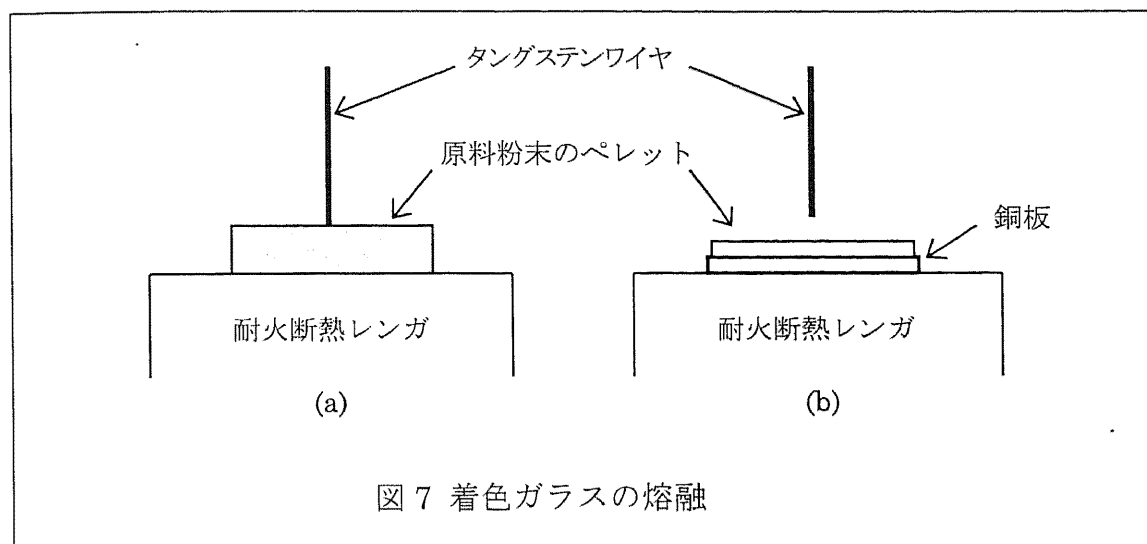 タングステンワイヤ
原料粉末のペレット
銅板
耐火断熱レンガ
耐火断熱レンガ
(a)
(b)
図 7 着色ガラスの熔融